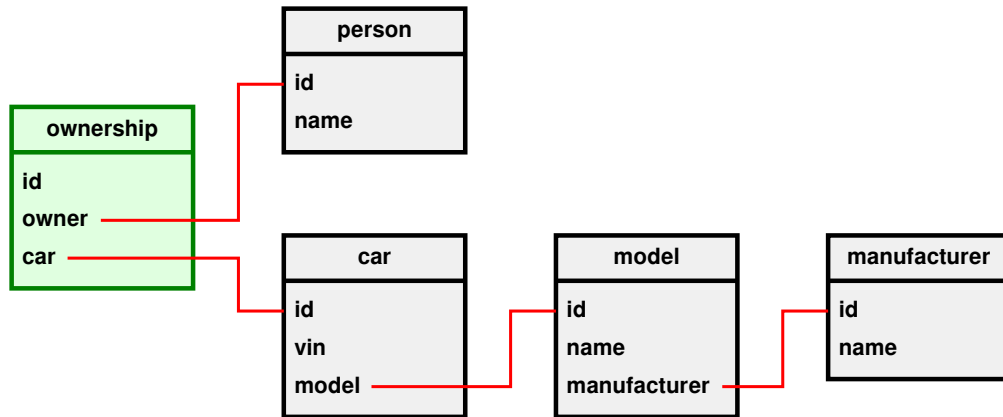 person
id
name
ownership
id
owner
car
car
id
vin
model
model
id
name
manufacturer
manufacturer
id
name